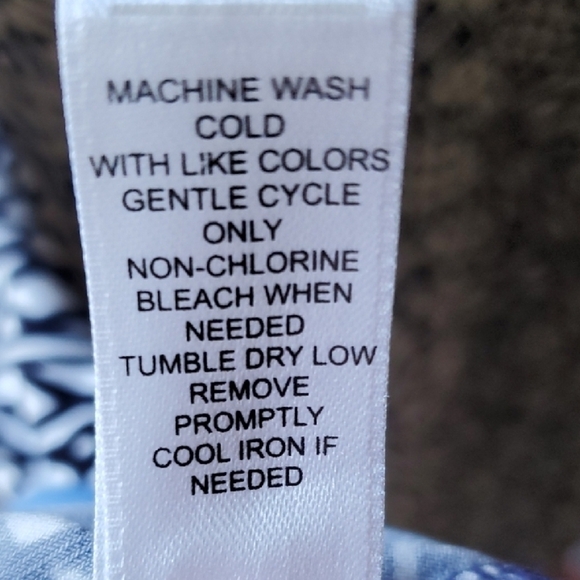 MACHINE WASH
COLD
WITH LIKE COLORS
GENTLE CYCLE
ONLY
NON-CHLORINE
BLEACH WHEN
NEEDED
TUMBLE DRY LOW
REMOVE
PROMPTLY
COOL IRON IF
NEEDED